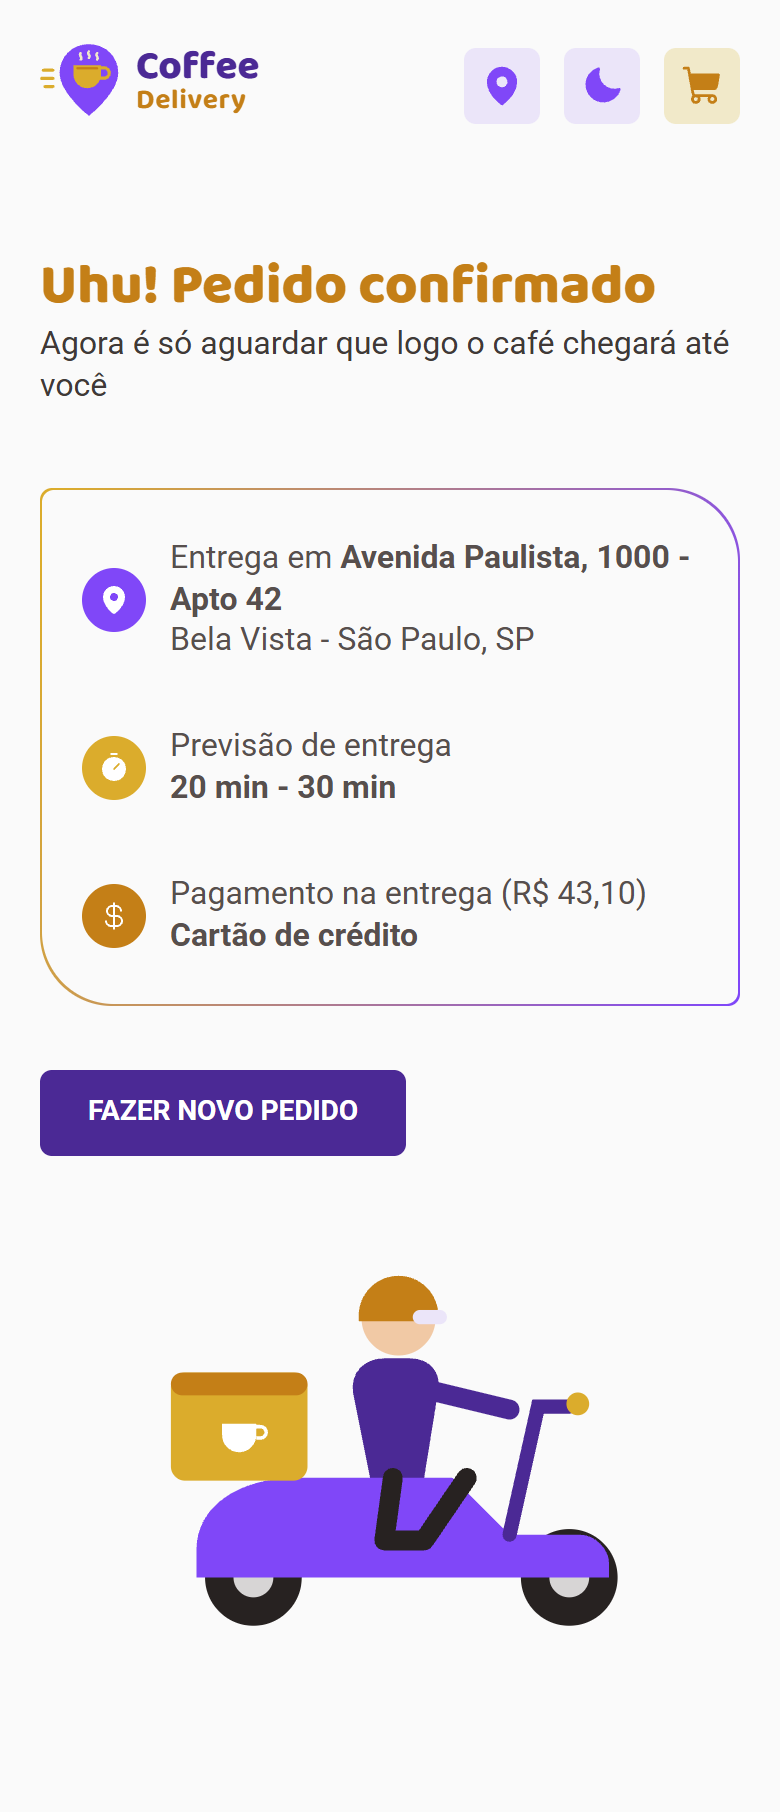 Coffee
Delivery
Uhu! Pedido confirmado
Agora é só aguardar que logo o café chegará até
você
Entrega em Avenida Paulista, 1000 -
Apto 42
Bela Vista - São Paulo, SP
Previsão de entrega
20 min - 30 min
$
Pagamento na entrega (R$ 43,10)
Cartão de crédito
FAZER NOVO PEDIDO